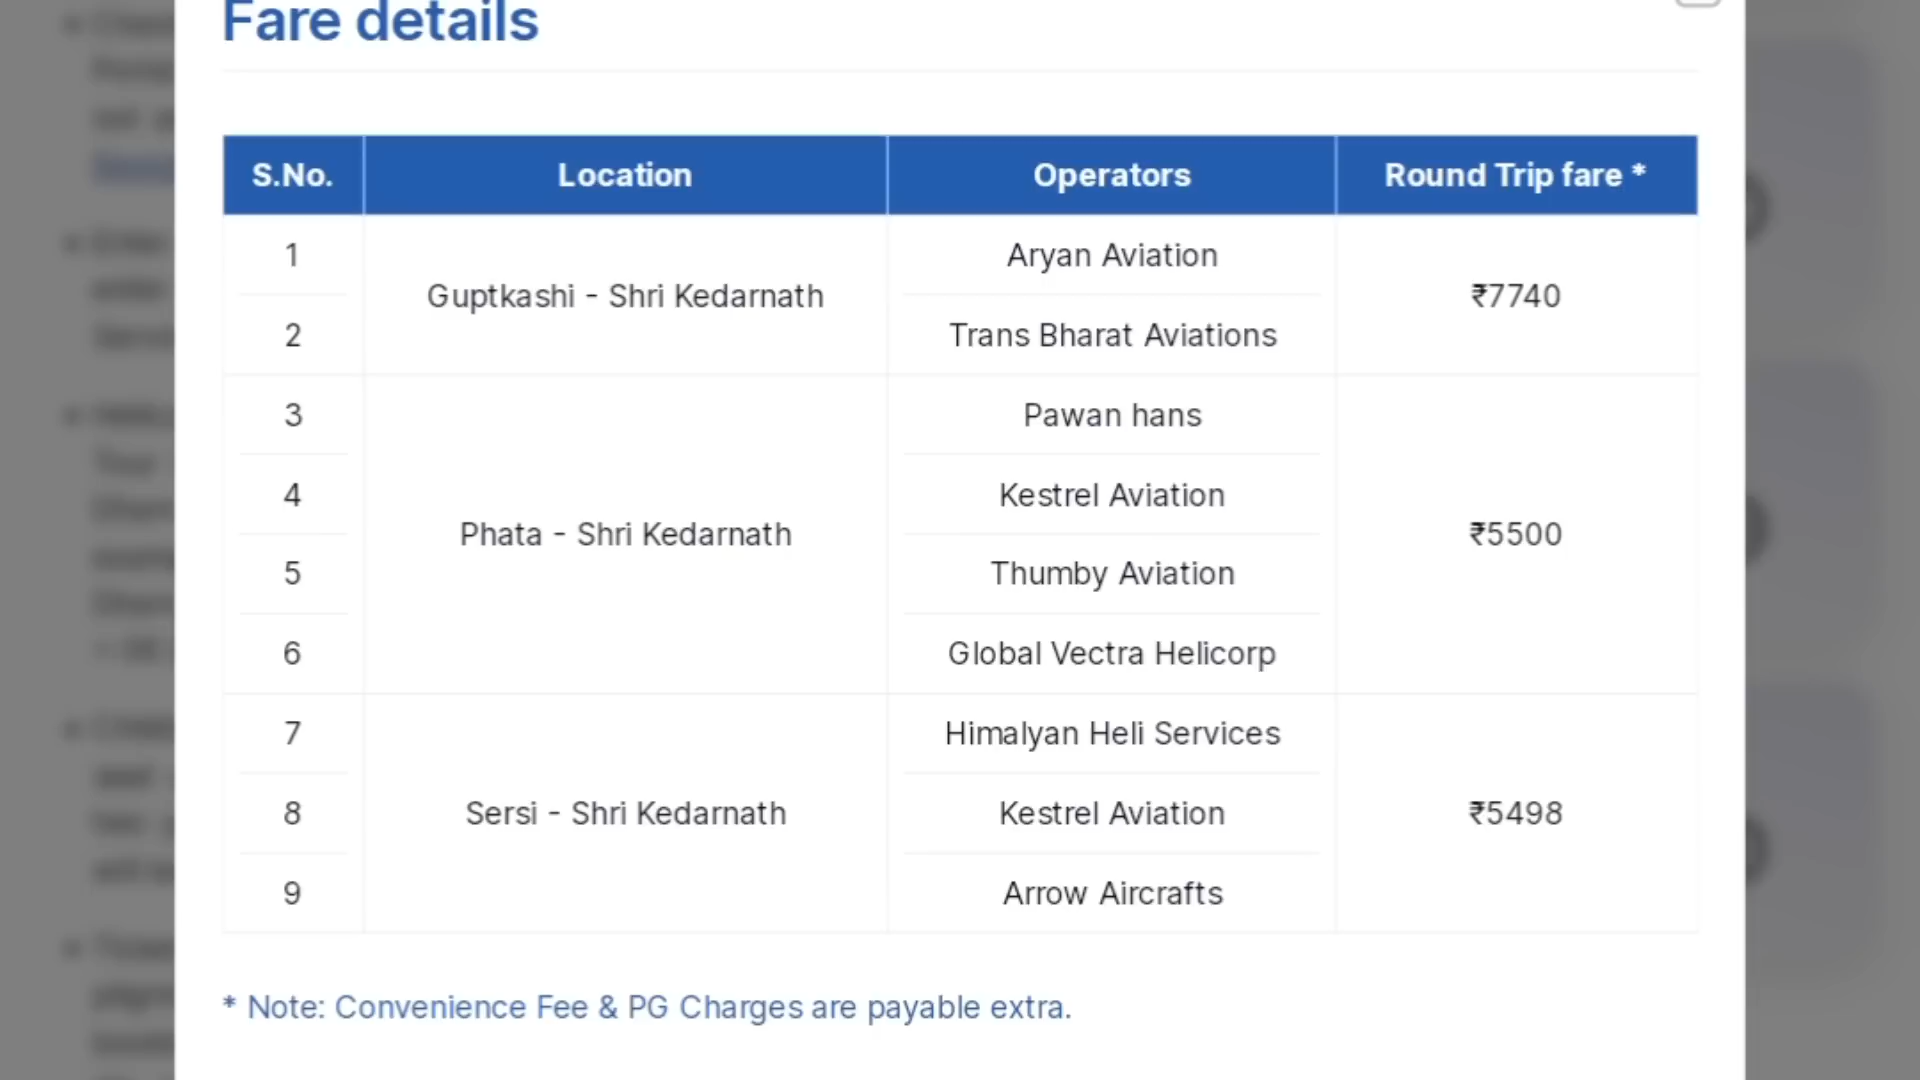 Fare details
S.No. Location Operators Round Trip fare *
1 Aryan Aviation
Guptkashi - Shri Kedarnath ₹7740
2 Trans Bharat Aviations
3 Pawan hans
4 Kestrel Aviation
Phata - Shri Kedarnath ₹5500
5 Thumby Aviation
6 Global Vectra Helicorp
7 Himalyan Heli Services
8 Sersi - Shri Kedarnath Kestrel Aviation ₹5498
9 Arrow Aircrafts
* Note: Convenience Fee & PG Charges are payable extra.